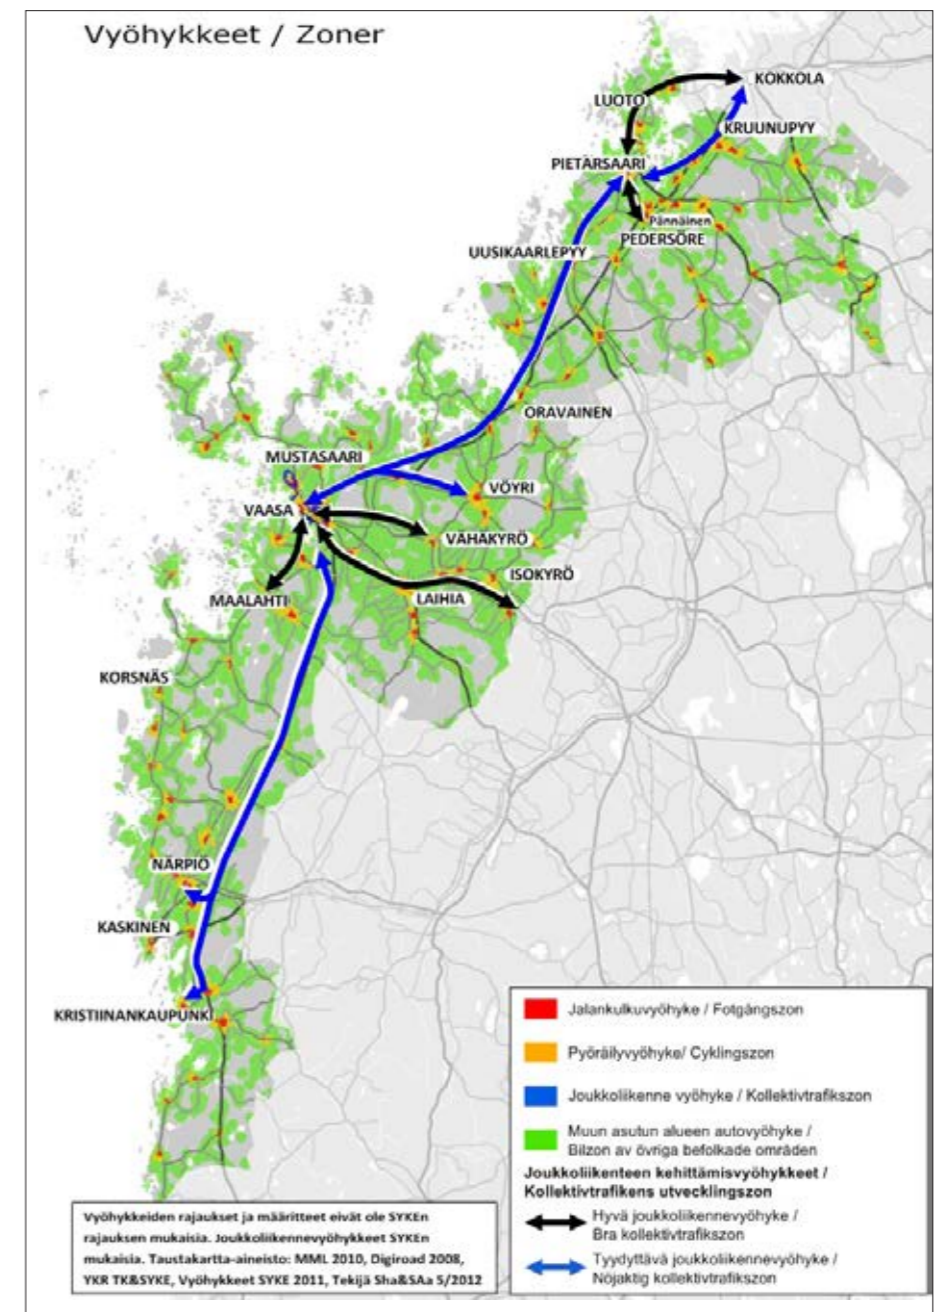 Vyöhykkeet / Zoner
KOKKOLA
LUOTO
KRUUNUPYY
PIETARSAARI
Pännäinen
PEDERSÖRE
UUSIKAARLEPYY
ORAVAINEN
MUSTASAARI
VÖYRI
VAASA
VÄHÄKYRÖ
ISOKYRÖ
LAIHIA
MAALAHTI
KORSNÄS
NÄRPIÖ
KASKINEN
KRISTIINANKAUPUNKI
Jalankulkuvyöhyke / Fotgångszon
Pyöräilyvyöhyke/ Cyklingszon
Joukkoliikenne vyöhyke / Kollektivtrafikszon
Muun asutun alueen autovyöhyke /
Bilzon av övriga befolkade områden
Joukkoliikenteen kehittämisvyöhykkeet /
Kollektivtrafikens utvecklingszon
Hyvä joukkoliikennevyöhyke /
Bra kollektivtrafikszon
Tyydyttävä joukkoliikennevyöhyke /
Nöjaktig kollektivtrafikszon
Vyöhykkeiden rajaukset ja määritteet eivät ole SYKEn
rajauksen mukaisia. Joukkoliikennevyöhykkeet SYKEn
mukaisia. Taustakartta-aineisto: MML 2010, Digiroad 2008,
YKR TK&SYKE, Vyöhykkeet SYKE 2011, Tekijä Sha&SAa 5/2012